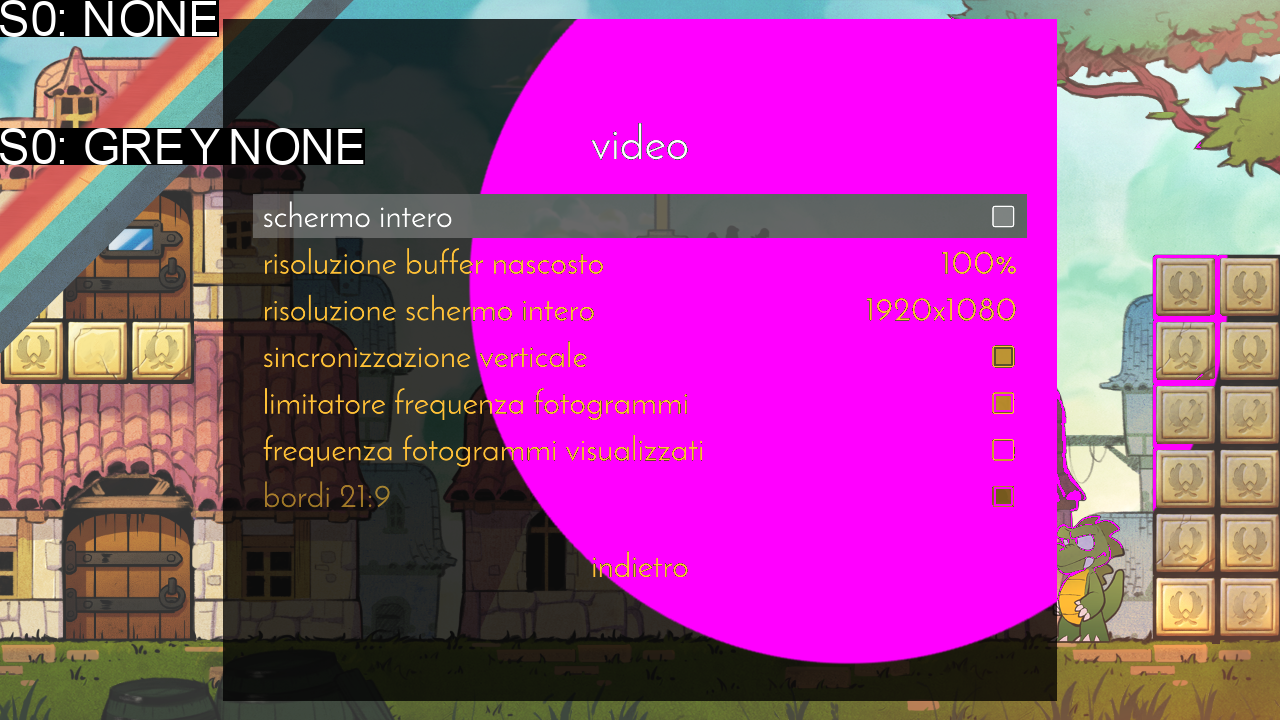 S0: NONE
S0: GREY NONE
video
schermo intero
risoluzione buffer nascosto 100%
risoluzione schermo intero 1920x1080
sincronizzazione verticale
limitatore frequenza fotogrammi
frequenza fotogrammi visualizzati
bordi 21:9
indietro